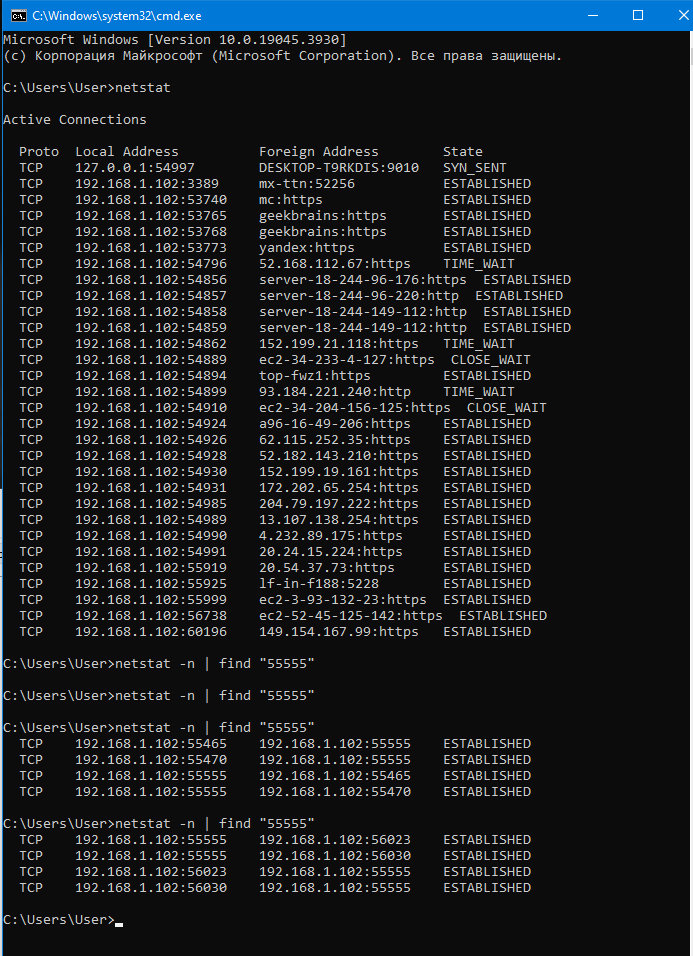 C:\Windows\system32\cmd.exe
Microsoft Windows [Version 10.0.19045.3930]
(c) Корпорация Майкрософт (Microsoft Corporation). Все права защищены.
C:\Users\User>netstat
Active Connections
Proto Local Address Foreign Address State
TCP 127.0.0.1:54997 DESKTOP-T9RKDIS:9010 SYN_SENT
TCP 192.168.1.102:3389 mx-ttn:52256 ESTABLISHED
TCP 192.168.1.102:53740 mc:https ESTABLISHED
TCP 192.168.1.102:53765 geekbrains:https ESTABLISHED
TCP 192.168.1.102:53768 geekbrains:https ESTABLISHED
TCP 192.168.1.102:53773 yandex:https ESTABLISHED
TCP 192.168.1.102:54796 52.168.112.67:https TIME_WAIT
TCP 192.168.1.102:54856 server-18-244-96-176:https ESTABLISHED
TCP 192.168.1.102:54857 server-18-244-96-220:http ESTABLISHED
TCP 192.168.1.102:54858 server-18-244-149-112:http ESTABLISHED
TCP 192.168.1.102:54859 server-18-244-149-112:http ESTABLISHED
TCP 192.168.1.102:54862 152.199.21.118:https TIME_WAIT
TCP 192.168.1.102:54889 ec2-34-233-4-127:https CLOSE_WAIT
TCP 192.168.1.102:54894 top-fwz1:https ESTABLISHED
TCP 192.168.1.102:54899 93.184.221.240:http TIME_WAIT
TCP 192.168.1.102:54910 ec2-34-204-156-125:https CLOSE_WAIT
TCP 192.168.1.102:54924 a96-16-49-206:https ESTABLISHED
TCP 192.168.1.102:54926 62.115.252.35:https ESTABLISHED
TCP 192.168.1.102:54928 52.182.143.210:https ESTABLISHED
TCP 192.168.1.102:54930 152.199.19.161:https ESTABLISHED
TCP 192.168.1.102:54931 172.202.65.254:https ESTABLISHED
TCP 192.168.1.102:54985 204.79.197.222:https ESTABLISHED
TCP 192.168.1.102:54989 13.107.138.254:https ESTABLISHED
TCP 192.168.1.102:54990 4.232.89.175:https ESTABLISHED
TCP 192.168.1.102:54991 20.24.15.224:https ESTABLISHED
TCP 192.168.1.102:55919 20.54.37.73:https ESTABLISHED
TCP 192.168.1.102:55925 lf-in-f188:5228 ESTABLISHED
TCP 192.168.1.102:55999 ec2-3-93-132-23:https ESTABLISHED
TCP 192.168.1.102:56738 ec2-52-45-125-142:https ESTABLISHED
TCP 192.168.1.102:60196 149.154.167.99:https ESTABLISHED
C:\Users\User>netstat -n | find "55555"
C:\Users\User>netstat -n | find "55555"
C:\Users\User>netstat -n | find "55555"
TCP 192.168.1.102:55465 192.168.1.102:55555 ESTABLISHED
TCP 192.168.1.102:55470 192.168.1.102:55555 ESTABLISHED
TCP 192.168.1.102:55555 192.168.1.102:55465 ESTABLISHED
TCP 192.168.1.102:55555 192.168.1.102:55470 ESTABLISHED
C:\Users\User>netstat -n | find "55555"
TCP 192.168.1.102:55555 192.168.1.102:56023 ESTABLISHED
TCP 192.168.1.102:55555 192.168.1.102:56030 ESTABLISHED
TCP 192.168.1.102:56023 192.168.1.102:55555 ESTABLISHED
TCP 192.168.1.102:56030 192.168.1.102:55555 ESTABLISHED
C:\Users\User>